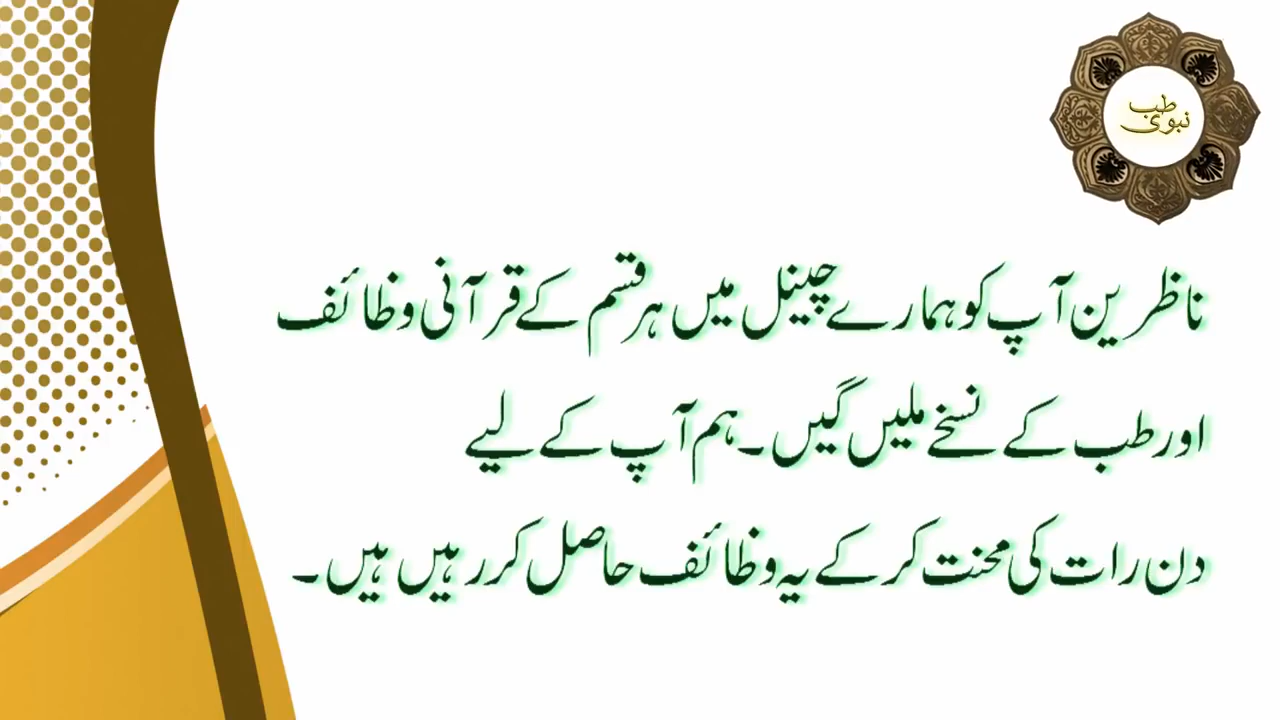 طب
نبوی
ناظرین آپ کو ہمارے چینل میں ہر قسم کے قرآنی وظائف
اور طب کے نسخے ملیں گیں۔ ہم آپ کے لیے
دن رات کی محنت کر کے یہ وظائف حاصل کر رہیں ہیں۔